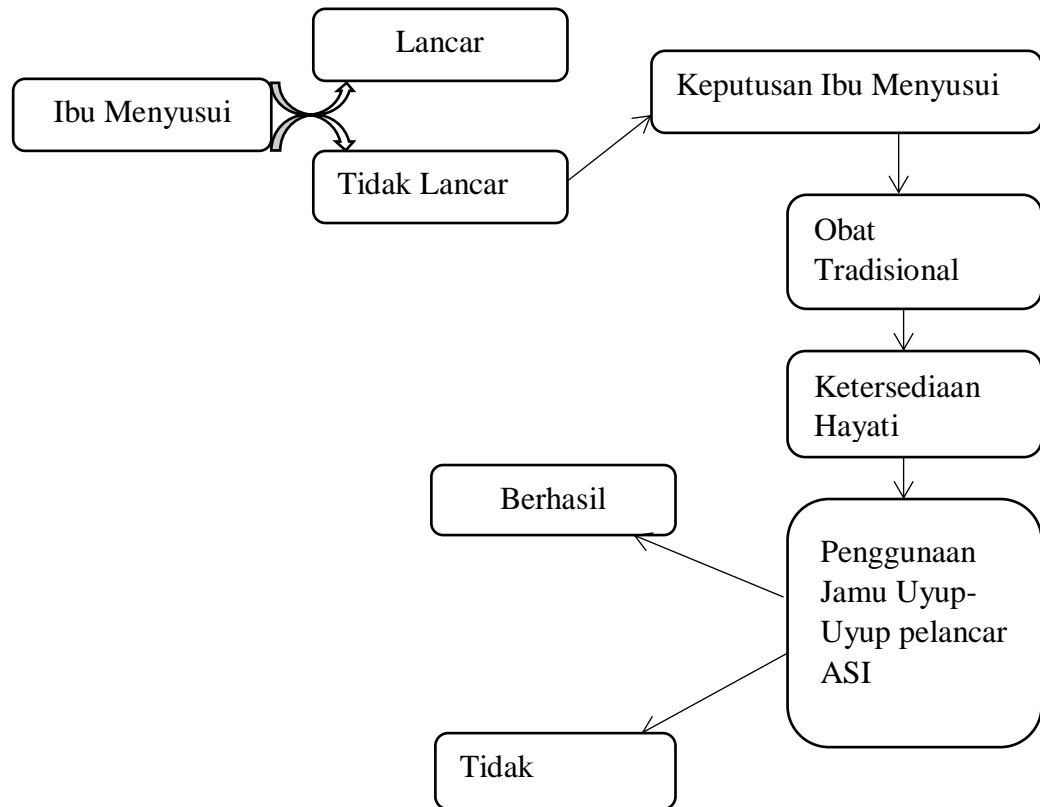 Lancar
Ibu Menyusui
Tidak Lancar
Keputusan Ibu Menyusui
Obat
Tradisional
Ketersediaan
Hayati
Penggunaan
Jamu Uyup-
Uyup pelancar
ASI
Berhasil
Tidak